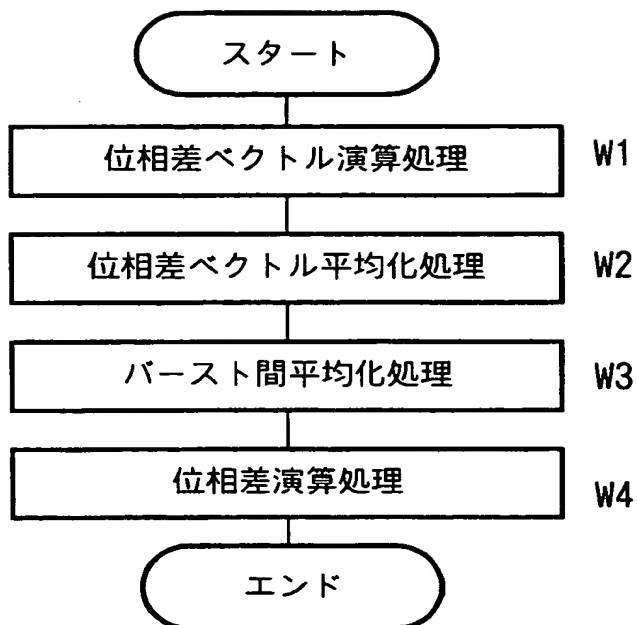 スタート
位相差ベクトル演算処理 W1
位相差ベクトル平均化処理 W2
バースト間平均化処理 W3
位相差演算処理 W4
エンド